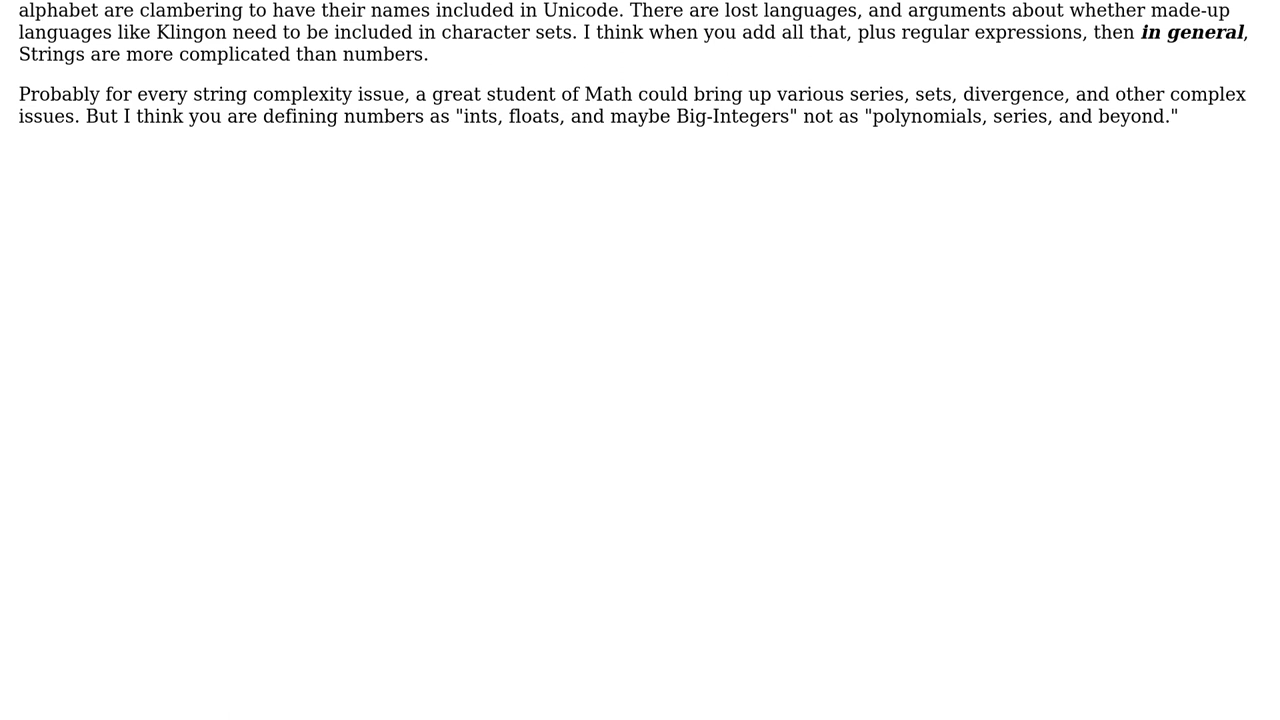 alphabet are clambering to have their names included in Unicode. There are lost languages, and arguments about whether made-up
languages like Klingon need to be included in character sets. I think when you add all that, plus regular expressions, then in general,
Strings are more complicated than numbers.
Probably for every string complexity issue, a great student of Math could bring up various series, sets, divergence, and other complex
issues. But I think you are defining numbers as "ints, floats, and maybe Big-Integers" not as "polynomials, series, and beyond."